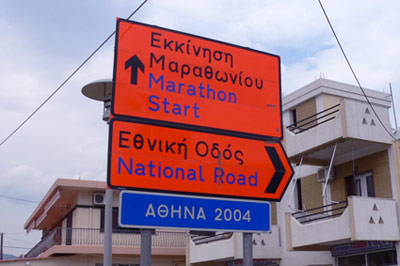 Εκκίνηση
Μαραθωνίου
Marathon
Start
Εθνική Οδός
National Road
ΑΘΗΝΑ 2004